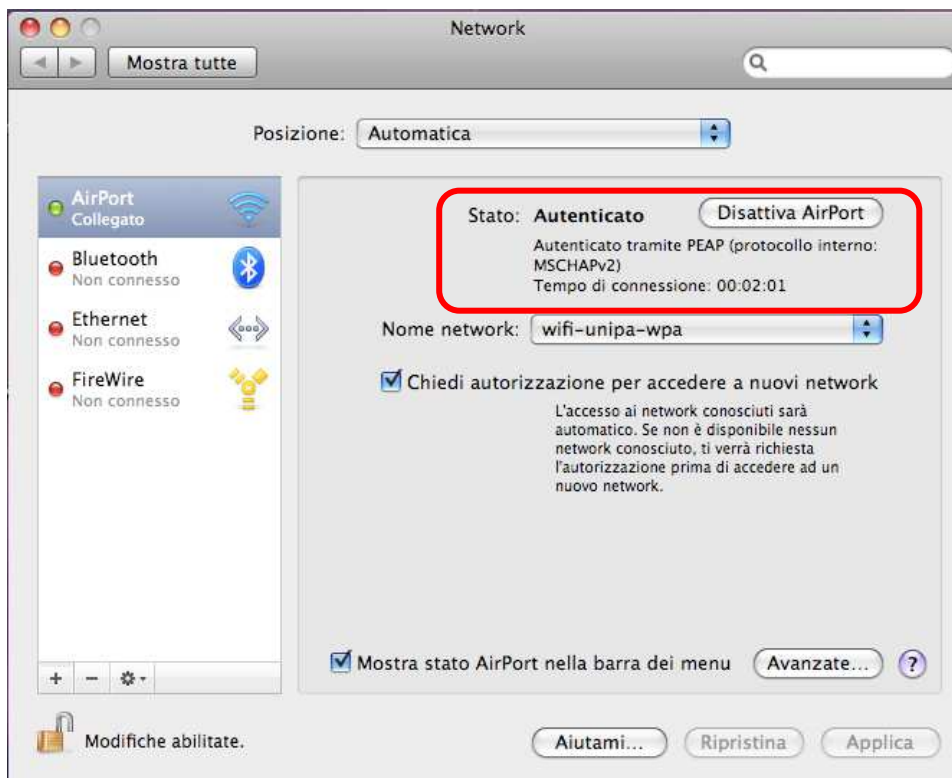 Network
Mostra tutte
Posizione: Automatica
AirPort
Collegato
Bluetooth
Non connesso
Ethernet
Non connesso
FireWire
Non connesso
Stato: Autenticato Disattiva AirPort
Autenticato tramite PEAP (protocollo interno:
MSCHAPv2)
Tempo di connessione: 00:02:01
Nome network: wifi-unipa-wpa
Chiedi autorizzazione per accedere a nuovi network
L'accesso ai network conosciuti sarà
automatico. Se non è disponibile nessun
network conosciuto, ti verrà richiesta
l'autorizzazione prima di accedere ad un
nuovo network.
Mostra stato AirPort nella barra dei menu Avanzate... ?
Modifiche abilitate.
Aiutami... Ripristina Applica